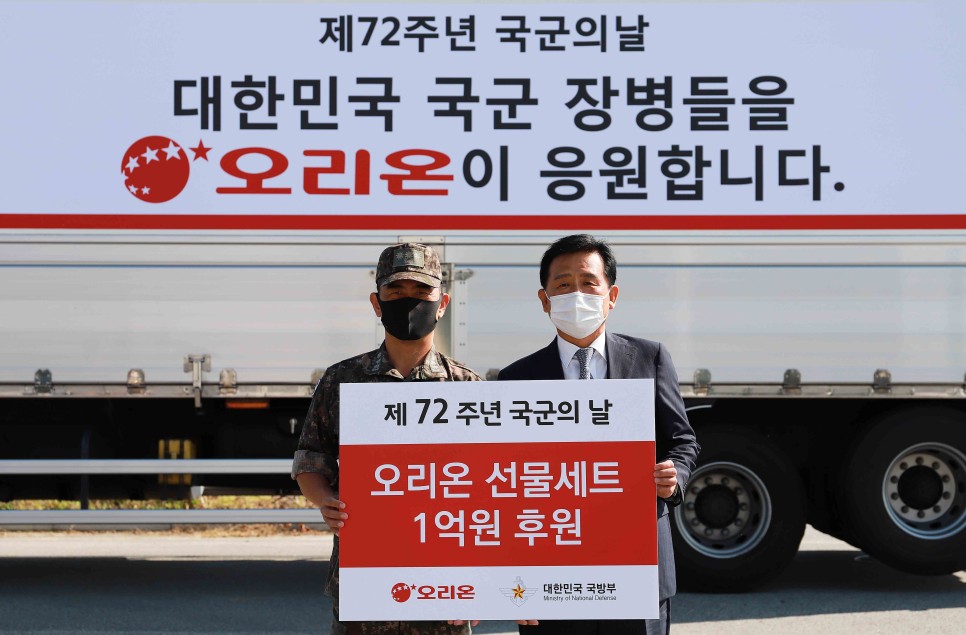 제72주년 국군의날
대한민국 국군 장병들을
오리온이 응원합니다.
제 72 주년 국군의 날
오리온 선물세트
1억원 후원
오리온
대한민국 국방부
Ministry of National Defense